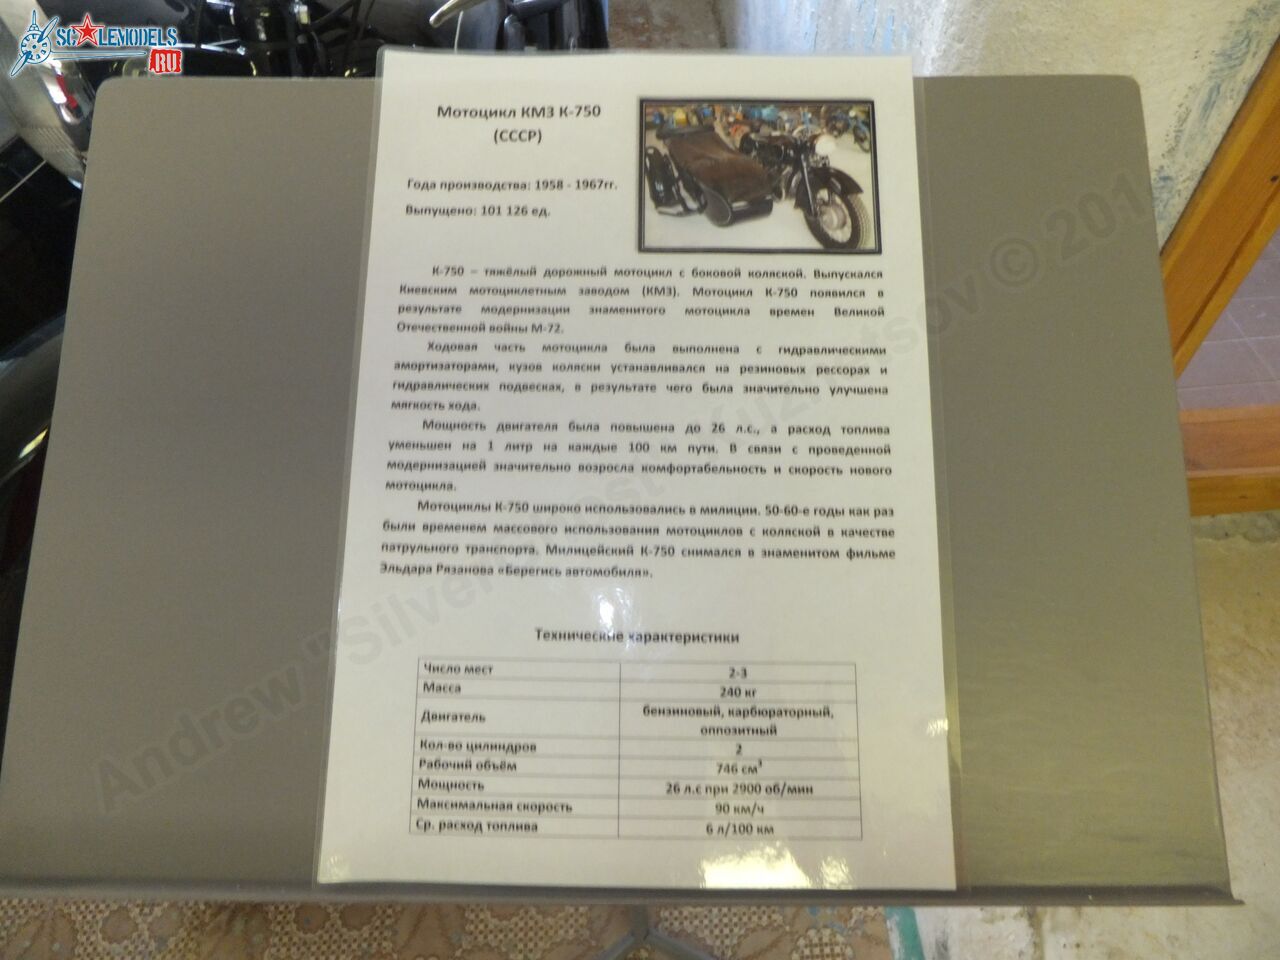 SCALEMODELS
RU
Мотоцикл КМЗ К-750
(СССР)
Года производства: 1958 - 1967гг.
Выпущено: 101 126 ед.
К-750 – тяжёлый дорожный мотоцикл с боковой коляской. Выпускался
Киевским мотоциклетным заводом (КМЗ). Мотоцикл К-750 появился в
результате модернизации знаменитого мотоцикла времен Великой
Отечественной войны М-72.
Ходовая часть мотоцикла была выполнена с гидравлическими
амортизаторами, кузов коляски устанавливался на резиновых рессорах и
гидравлических подвесках, в результате чего была значительно улучшена
мягкость хода.
Мощность двигателя была повышена до 26 л.с., а расход топлива
уменьшен на 1 литр на каждые 100 км пути. В связи с проведенной
модернизацией значительно возросла комфортабельность и скорость нового
мотоцикла.
Мотоциклы К-750 широко использовались в милиции. 50-60-е годы как раз
были временем массового использования мотоциклов с коляской в качестве
патрульного транспорта. Милицейский К-750 снимался в знаменитом фильме
Эльдара Рязанова «Берегись автомобиля».
Технические характеристики
Число мест 2-3
Масса 240 кг
Двигатель бензиновый, карбюраторный,
оппозитный
Кол-во цилиндров 2
Рабочий объём 746 см³
Мощность 26 л.с при 2900 об/мин
Максимальная скорость 90 км/ч
Ср. расход топлива 6 л/100 км